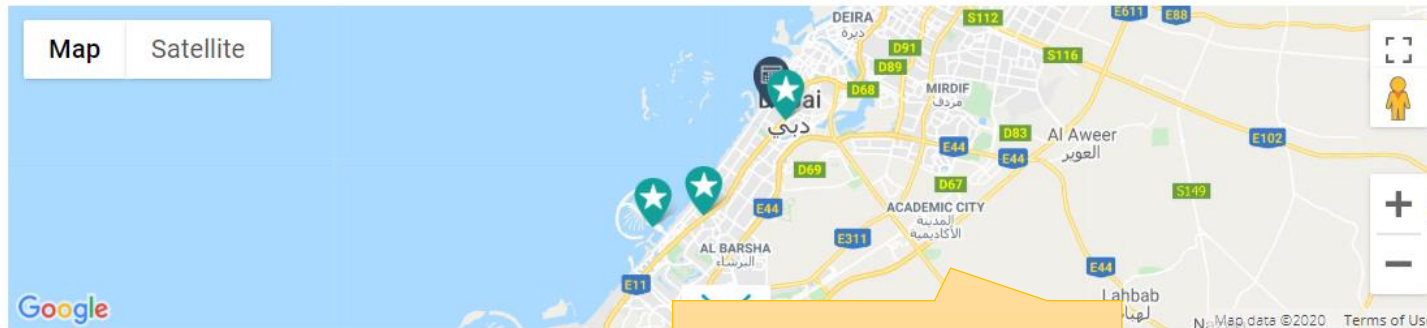 Map Satellite
DEIRA
ديرة
S112
E611
E88
D91
S116
D89
D68
MIRDIF
مردف
دبي
D83
Al Aweer
العوير
E102
E44
E44
D69
D67
S149
E44
ACADEMIC CITY
المدينة
الأكاديمية
E311
AL BARSHA
البرشاء
E44
E11
Lahbab
Google
Map data ©2020 Terms of Us